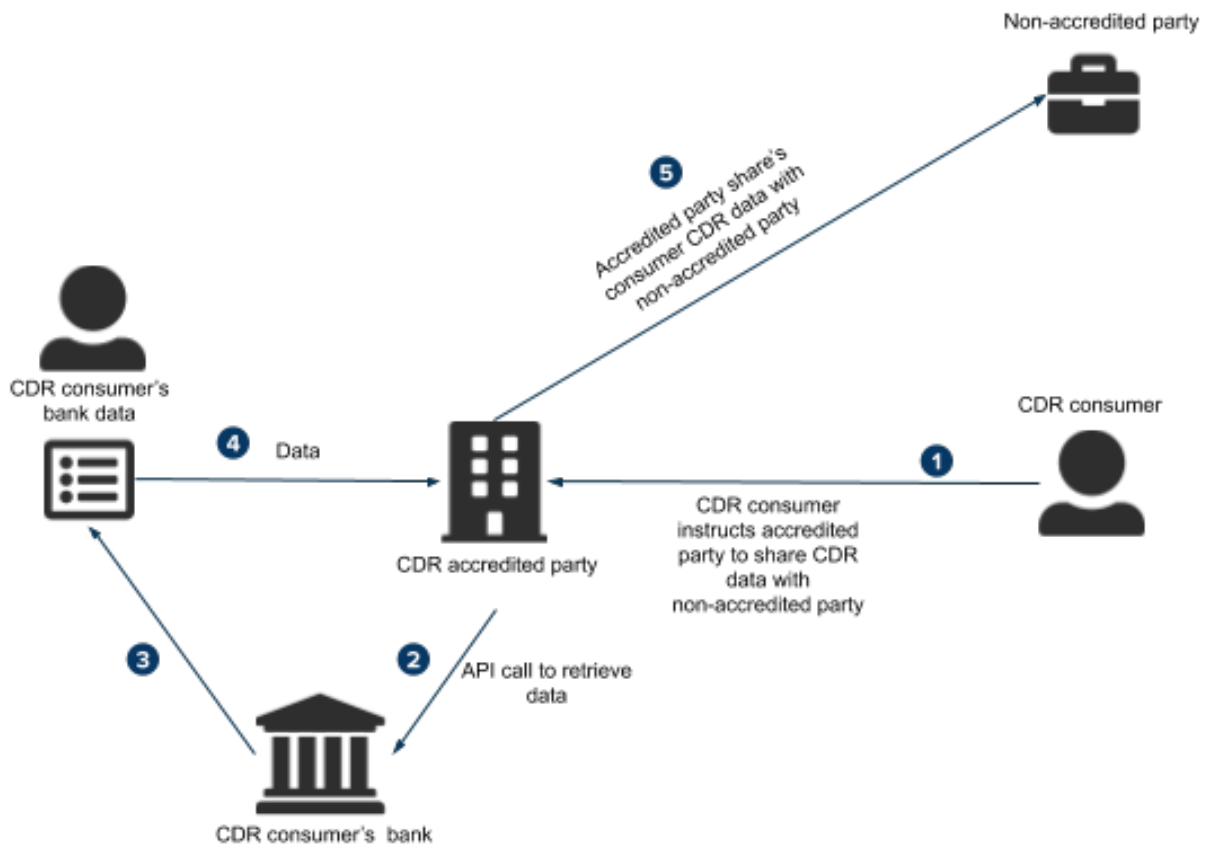 Non-accredited party
5
Accredited party share's
consumer CDR data with
non-accredited party
CDR consumer's
bank data
CDR consumer
4
Data
1
CDR consumer
instructs accredited
party to share CDR
data with
non-accredited party
CDR accredited party
3
2
API call to retrieve
data
CDR consumer's bank